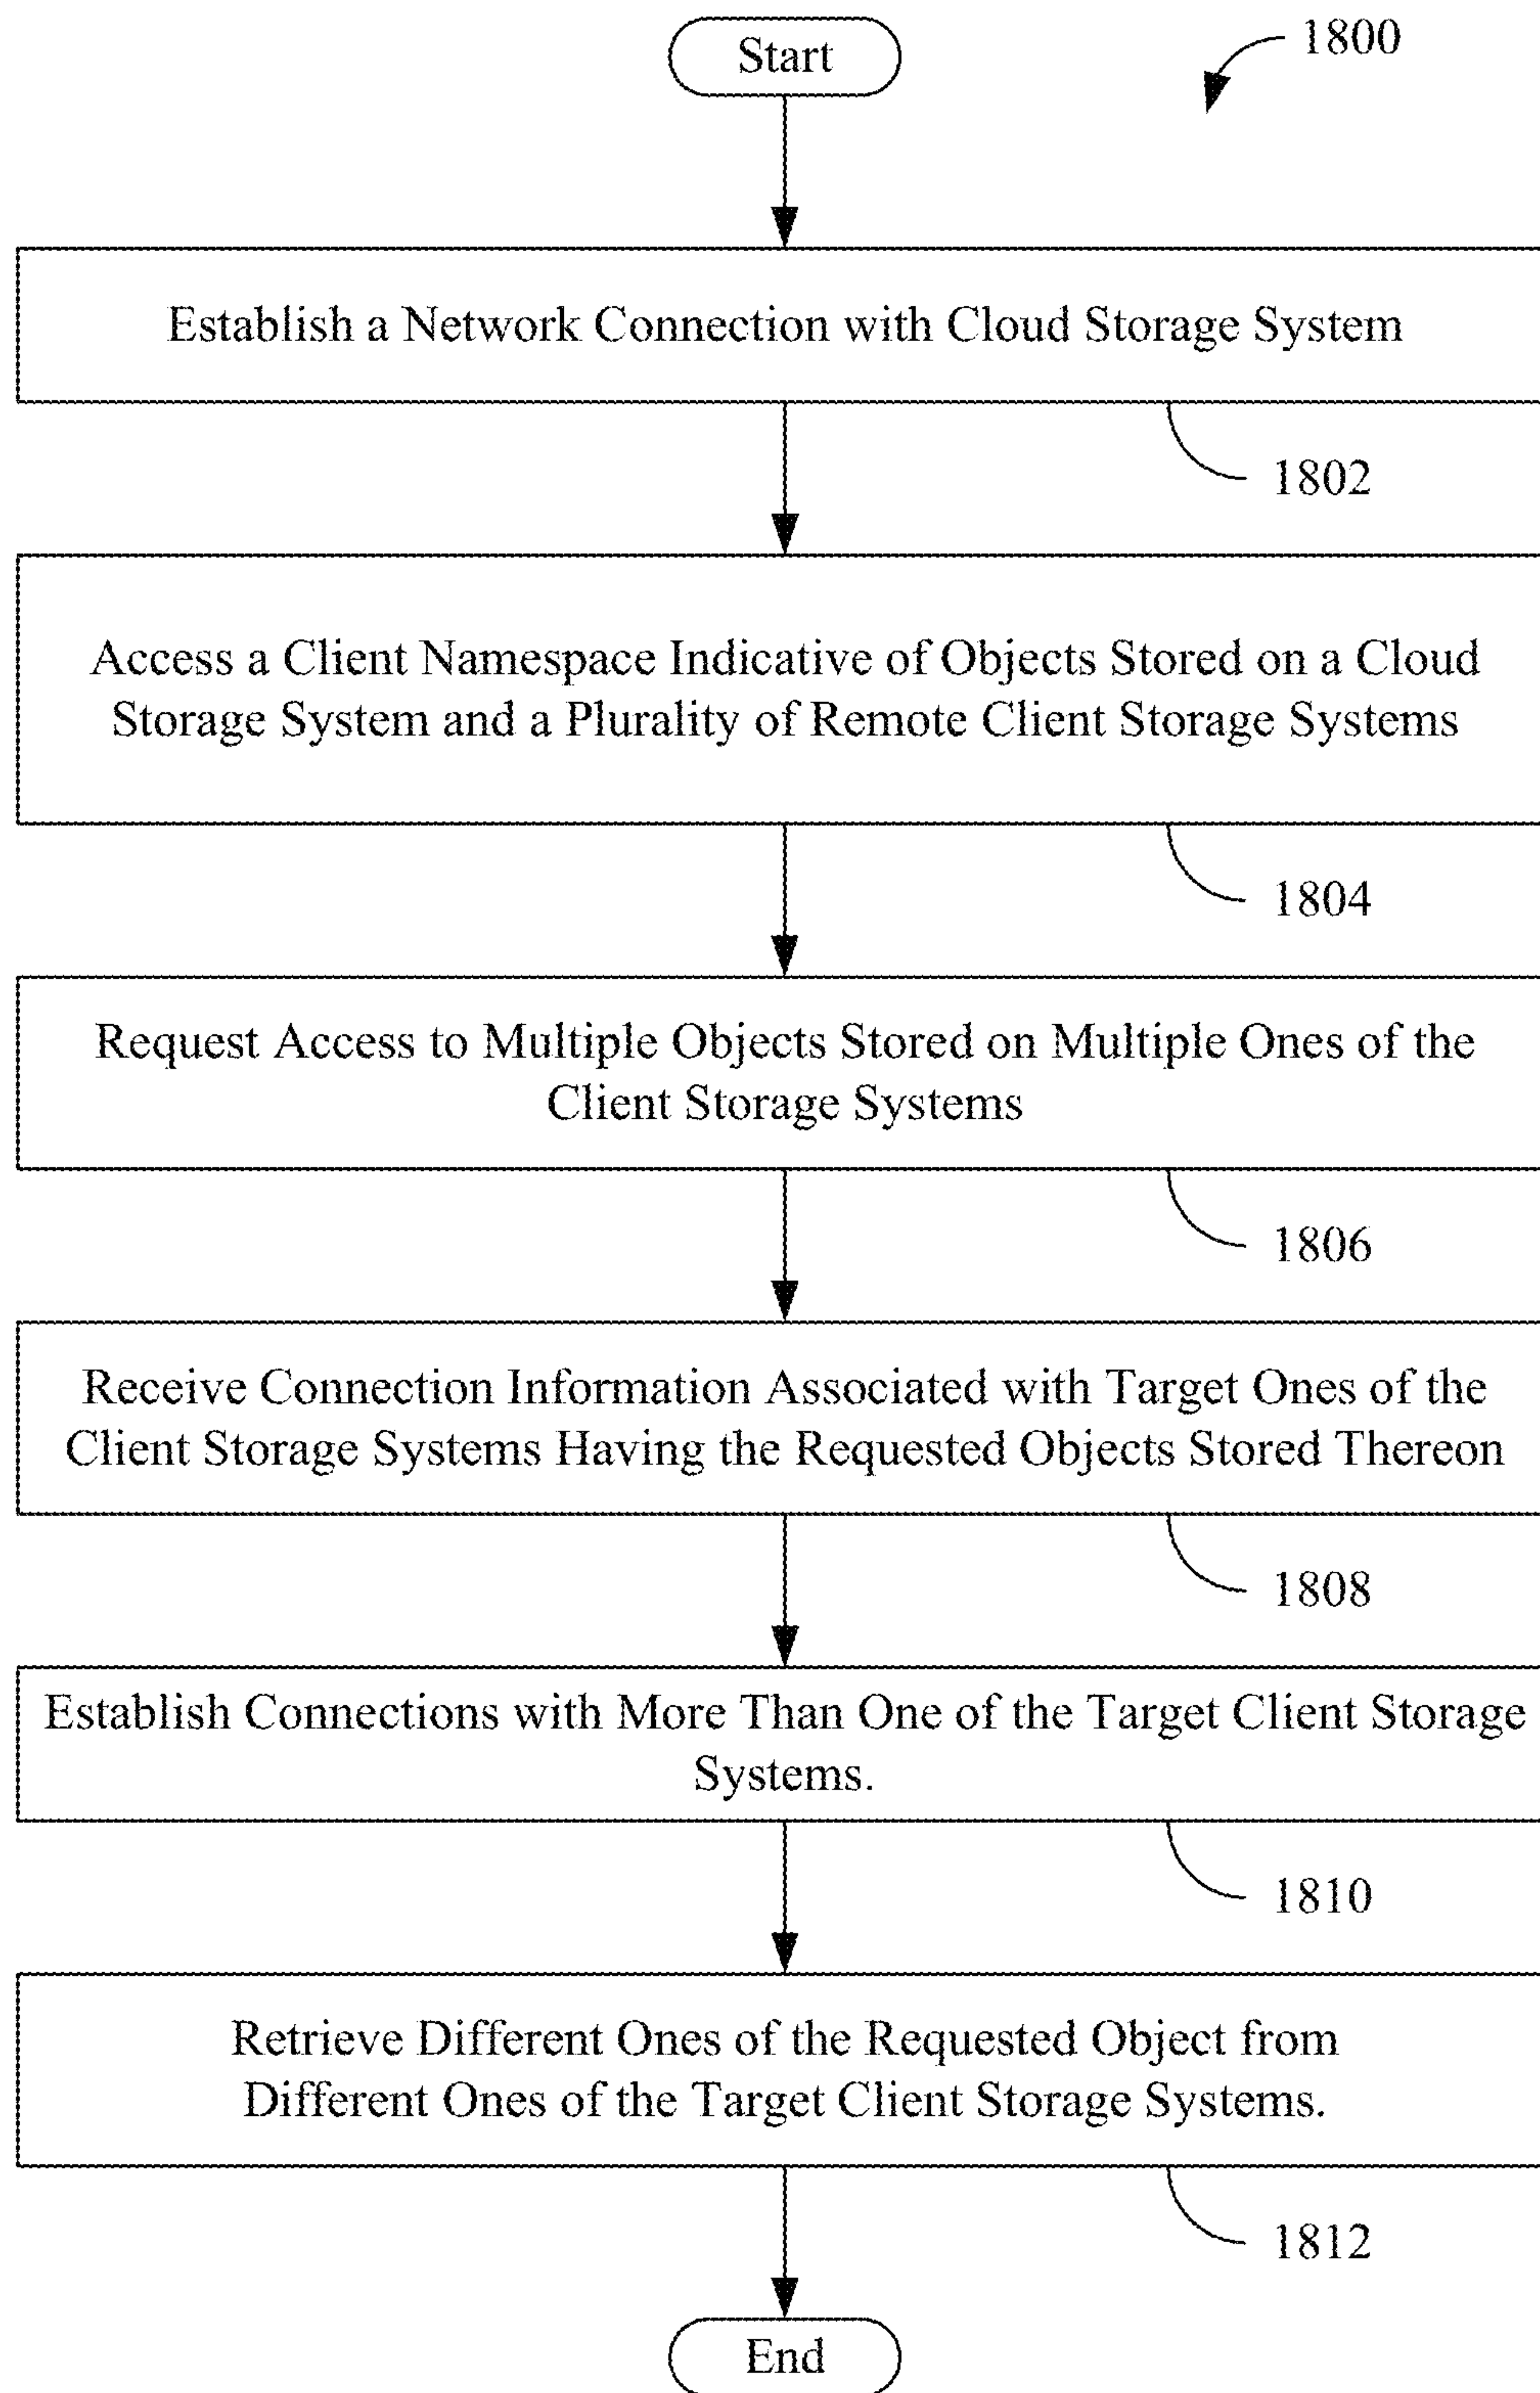 Start
1800
Establish a Network Connection with Cloud Storage System
1802
Access a Client Namespace Indicative of Objects Stored on a Cloud
Storage System and a Plurality of Remote Client Storage Systems
1804
Request Access to Multiple Objects Stored on Multiple Ones of the
Client Storage Systems
1806
Receive Connection Information Associated with Target Ones of the
Client Storage Systems Having the Requested Objects Stored Thereon
1808
Establish Connections with More Than One of the Target Client Storage
Systems.
1810
Retrieve Different Ones of the Requested Object from
Different Ones of the Target Client Storage Systems.
1812
End